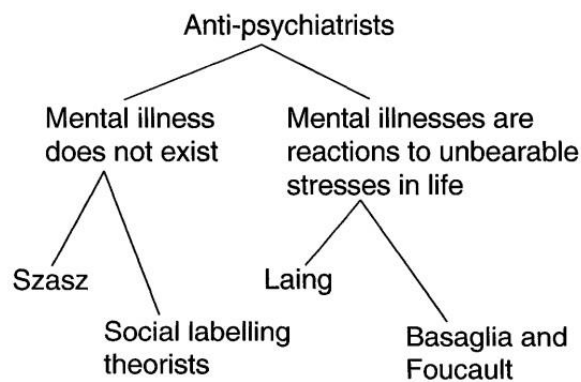 Anti-psychiatrists
Mental illness
does not exist
Mental illnesses are
reactions to unbearable
stresses in life
Szasz
Social labelling
theorists
Laing
Basaglia and
Foucault